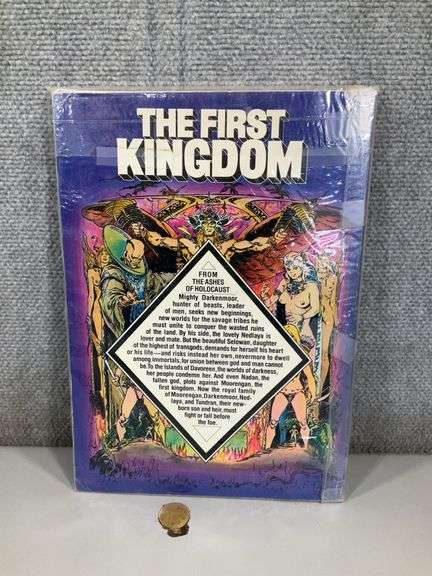 THE FIRST
KINGDOM
FROM
THE ASHES
OF HOLOCAUST
Mighty Darkenmoor,
hunter of beasts, leader
of men, seeks new beginnings,
new worlds for the savage tribes he
must unite to conquer the wasted ruins
of the land. By his side, the lovely Nedlaya is
lover and mate. But the beautiful Selowan, daughter
of the highest of transgods, demands for herself his heart
or his life—and risks instead her own, nevermore to dwell
among immortals, for union between god and man cannot
be. To the Islands of Davoreen, the worlds of darkness,
her people condemn her. And even Nadan, the
fallen god, plots against Moorengan, the
first kingdom. Now the royal family
of Moorengan, Darkenmoor, Ned-
laya, and Tundran, their new-
born son and heir, must
fight or fall before
the foe.